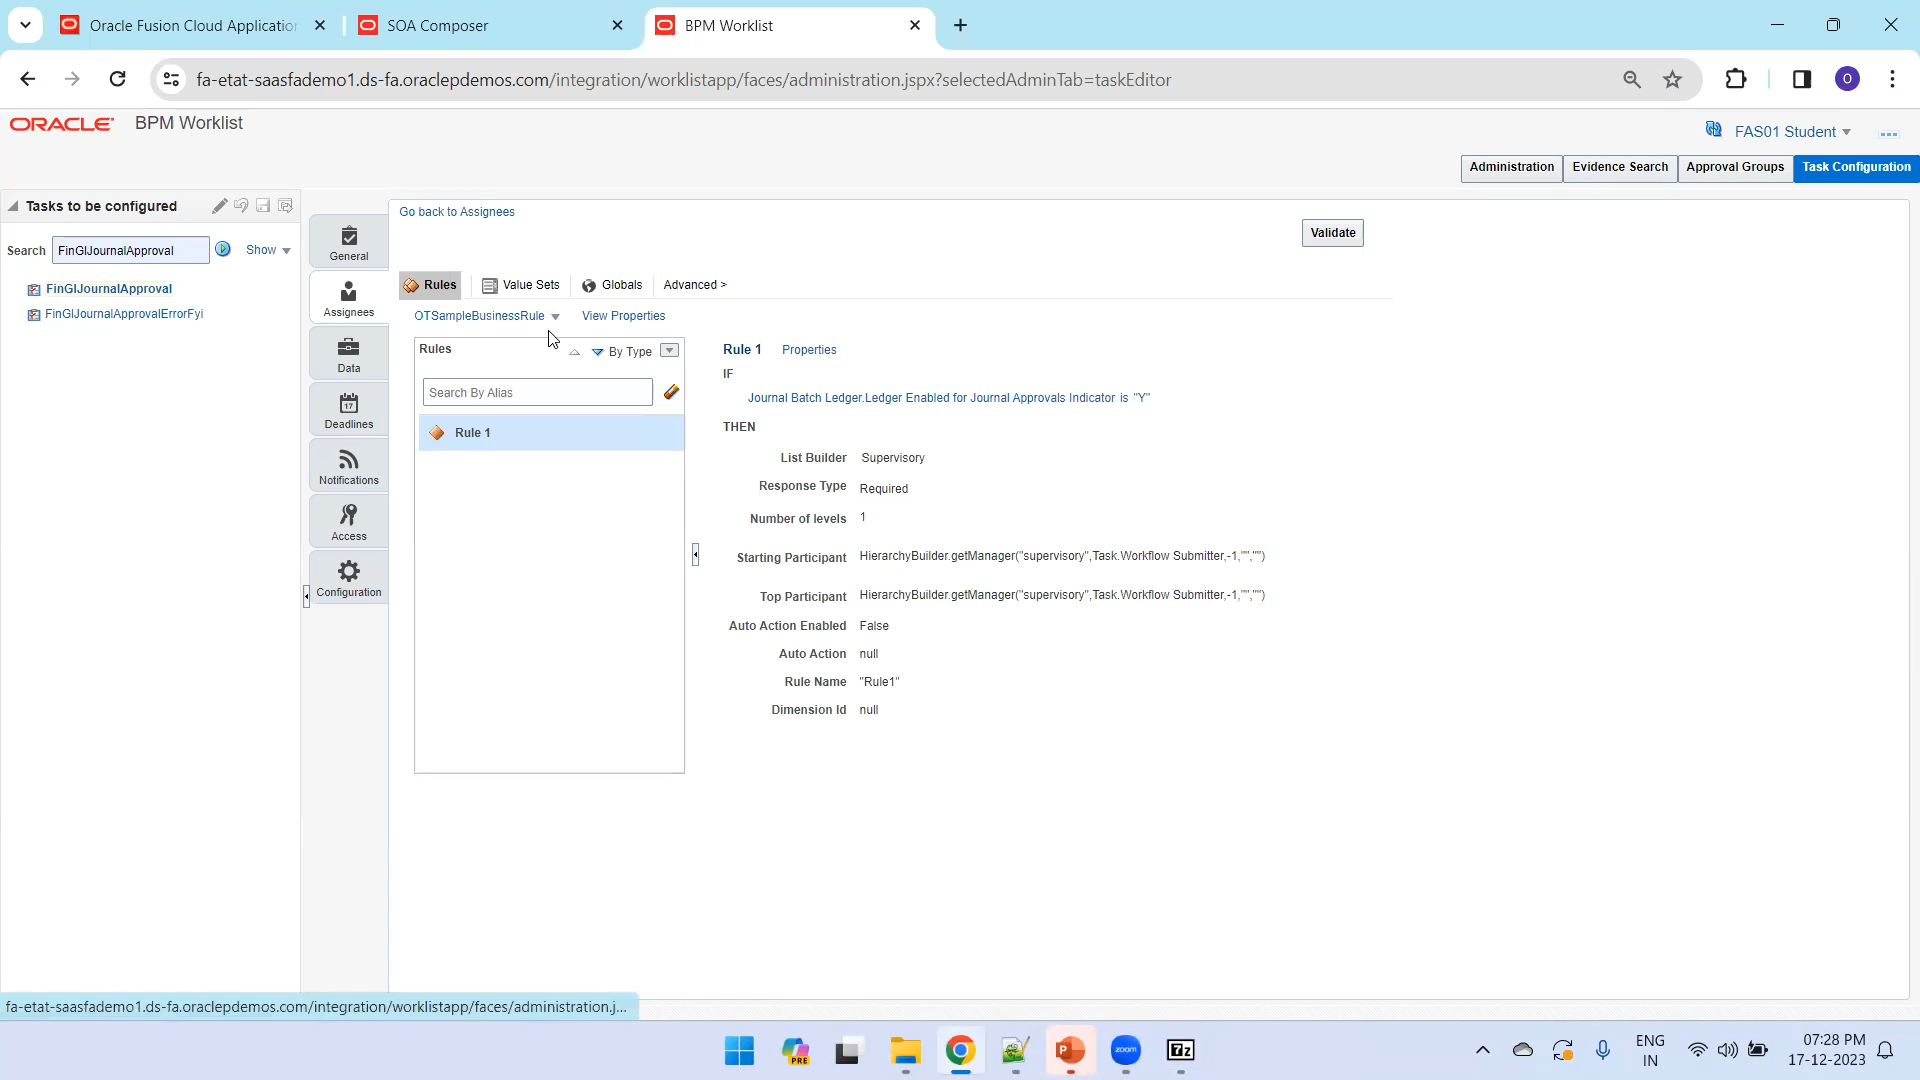 Oracle Fusion Cloud Applicatio
SOA Composer
BPM Worklist
fa-etat-saasfademo1.ds-fa.oraclepdemos.com/integration/worklistapp/faces/administration.jspx?selectedAdminTab=taskEditor
O
ORACLE BPM Worklist
FAS01 Student
Administration
Evidence Search
Approval Groups
Task Configuration
Tasks to be configured
Search FinGlJournalApproval Show
FinGlJournalApproval
FinGlJournalApprovalErrorFyi
General
Assignees
Data
17
Deadlines
Notifications
Access
Configuration
Go back to Assignees
Validate
Rules
Value Sets
Globals
Advanced >
OTSampleBusinessRule
View Properties
Rules
By Type
Search By Alias
Rule 1
Rule 1 Properties
IF
Journal Batch Ledger.Ledger Enabled for Journal Approvals Indicator is "Y"
THEN
List Builder Supervisory
Response Type Required
Number of levels 1
Starting Participant HierarchyBuilder.getManager("supervisory",Task.Workflow Submitter,-1,"","")
Top Participant HierarchyBuilder.getManager("supervisory",Task.Workflow Submitter,-1,"","")
Auto Action Enabled False
Auto Action null
Rule Name "Rule1"
Dimension Id null
fa-etat-saasfademo1.ds-fa.oraclepdemos.com/integration/worklistapp/faces/administration.j...
PRE
zoom
ENG
IN
07:28 PM
17-12-2023